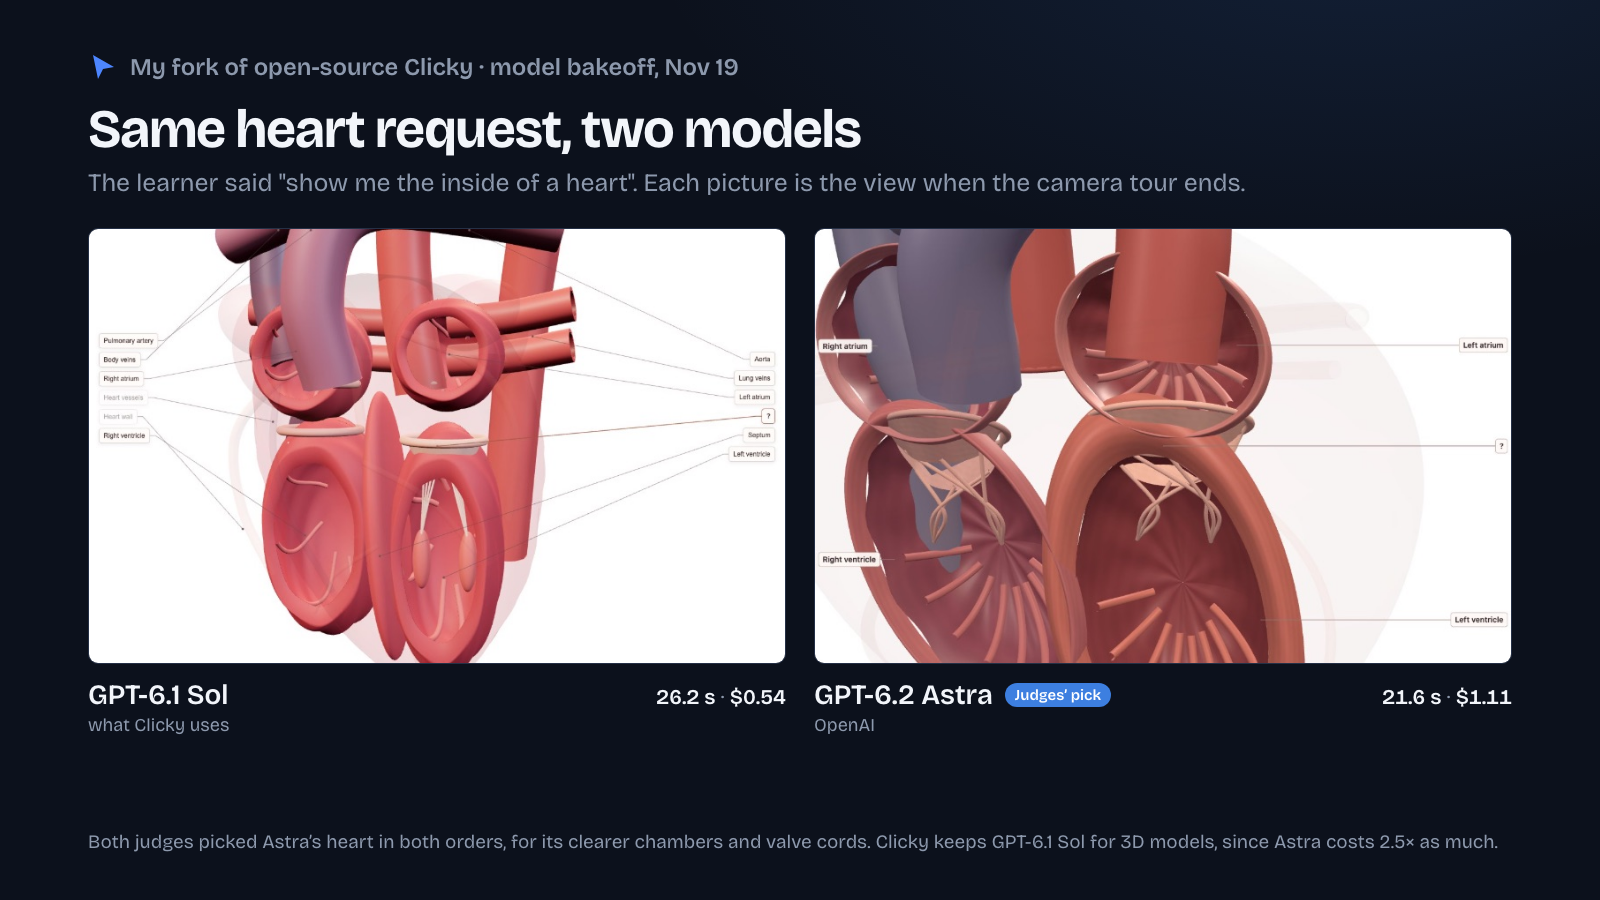 My fork of open-source Clicky · model bakeoff, Nov 19
Same heart request, two models
The learner said "show me the inside of a heart". Each picture is the view when the camera tour ends.
Pulmonary artery
Body veins
Right atrium
Heart vessels
Heart wall
Right ventricle
Aorta
Lung veins
Left atrium
?
Septum
Left ventricle
Right atrium
Right ventricle
Left atrium
?
Left ventricle
GPT-6.1 Sol
26.2 s · $0.54
what Clicky uses
GPT-6.2 Astra
Judges’ pick
21.6 s · $1.11
OpenAI
Both judges picked Astra’s heart in both orders, for its clearer chambers and valve cords. Clicky keeps GPT-6.1 Sol for 3D models, since Astra costs 2.5× as much.